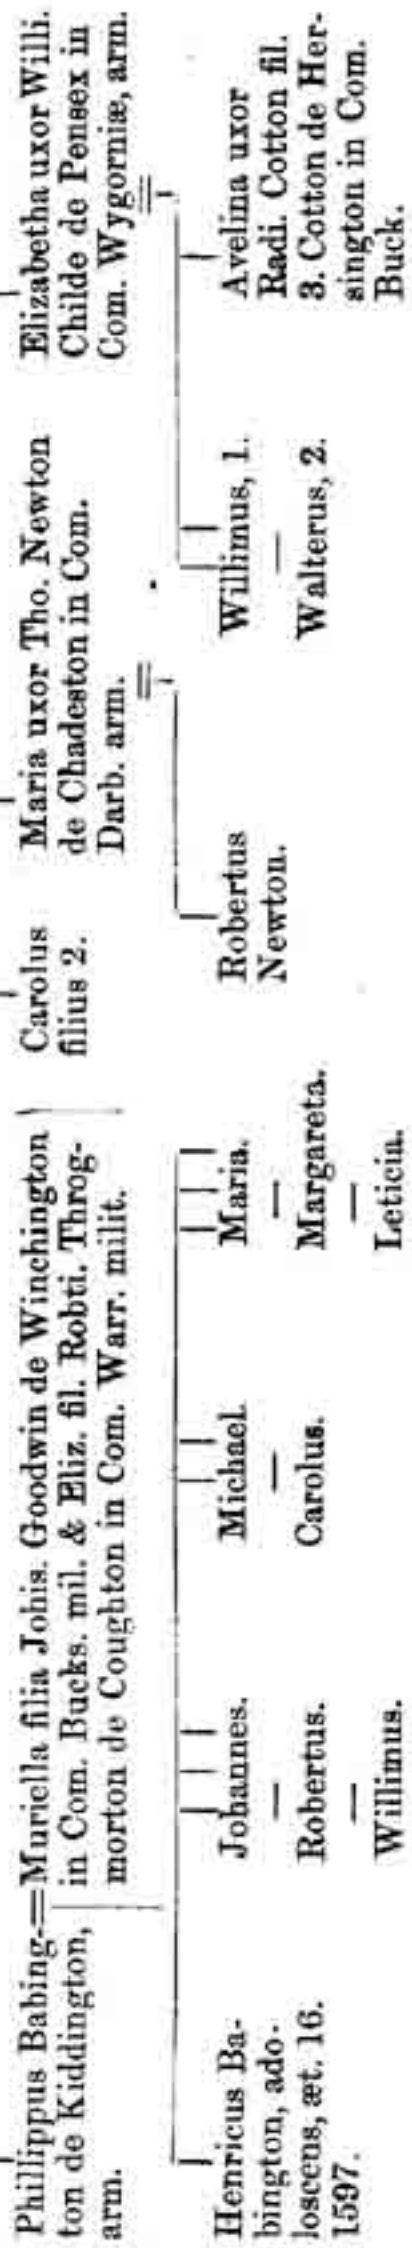 Phillippus Babing-=Muriella filia Johis. Goodwin de Winchington
ton de Kiddington,
arm.
in Com. Bucks. mil. & Eliz. fil. Robti. Throg-
morton de Coughton in Com. Warr. milit.
Carolus
filius 2.
Maria uxor Tho. Newton
de Chadeston in Com.
Darb. arm.
Elizabetha uxor Willi.
Childe de Pensex in
Com. Wygorniæ, arm.
Henricus Ba-
bington, ado-
loscens, æt. 16.
1597.
Johannes.
Robertus.
Willimus.
Michael.
Carolus.
Maria.
Margareta.
Leticia.
Robertus
Newton.
Willimus, 1.
Walterus, 2.
Avelina uxor
Radi. Cotton fil.
3. Cotton de Her-
sington in Com.
Buck.